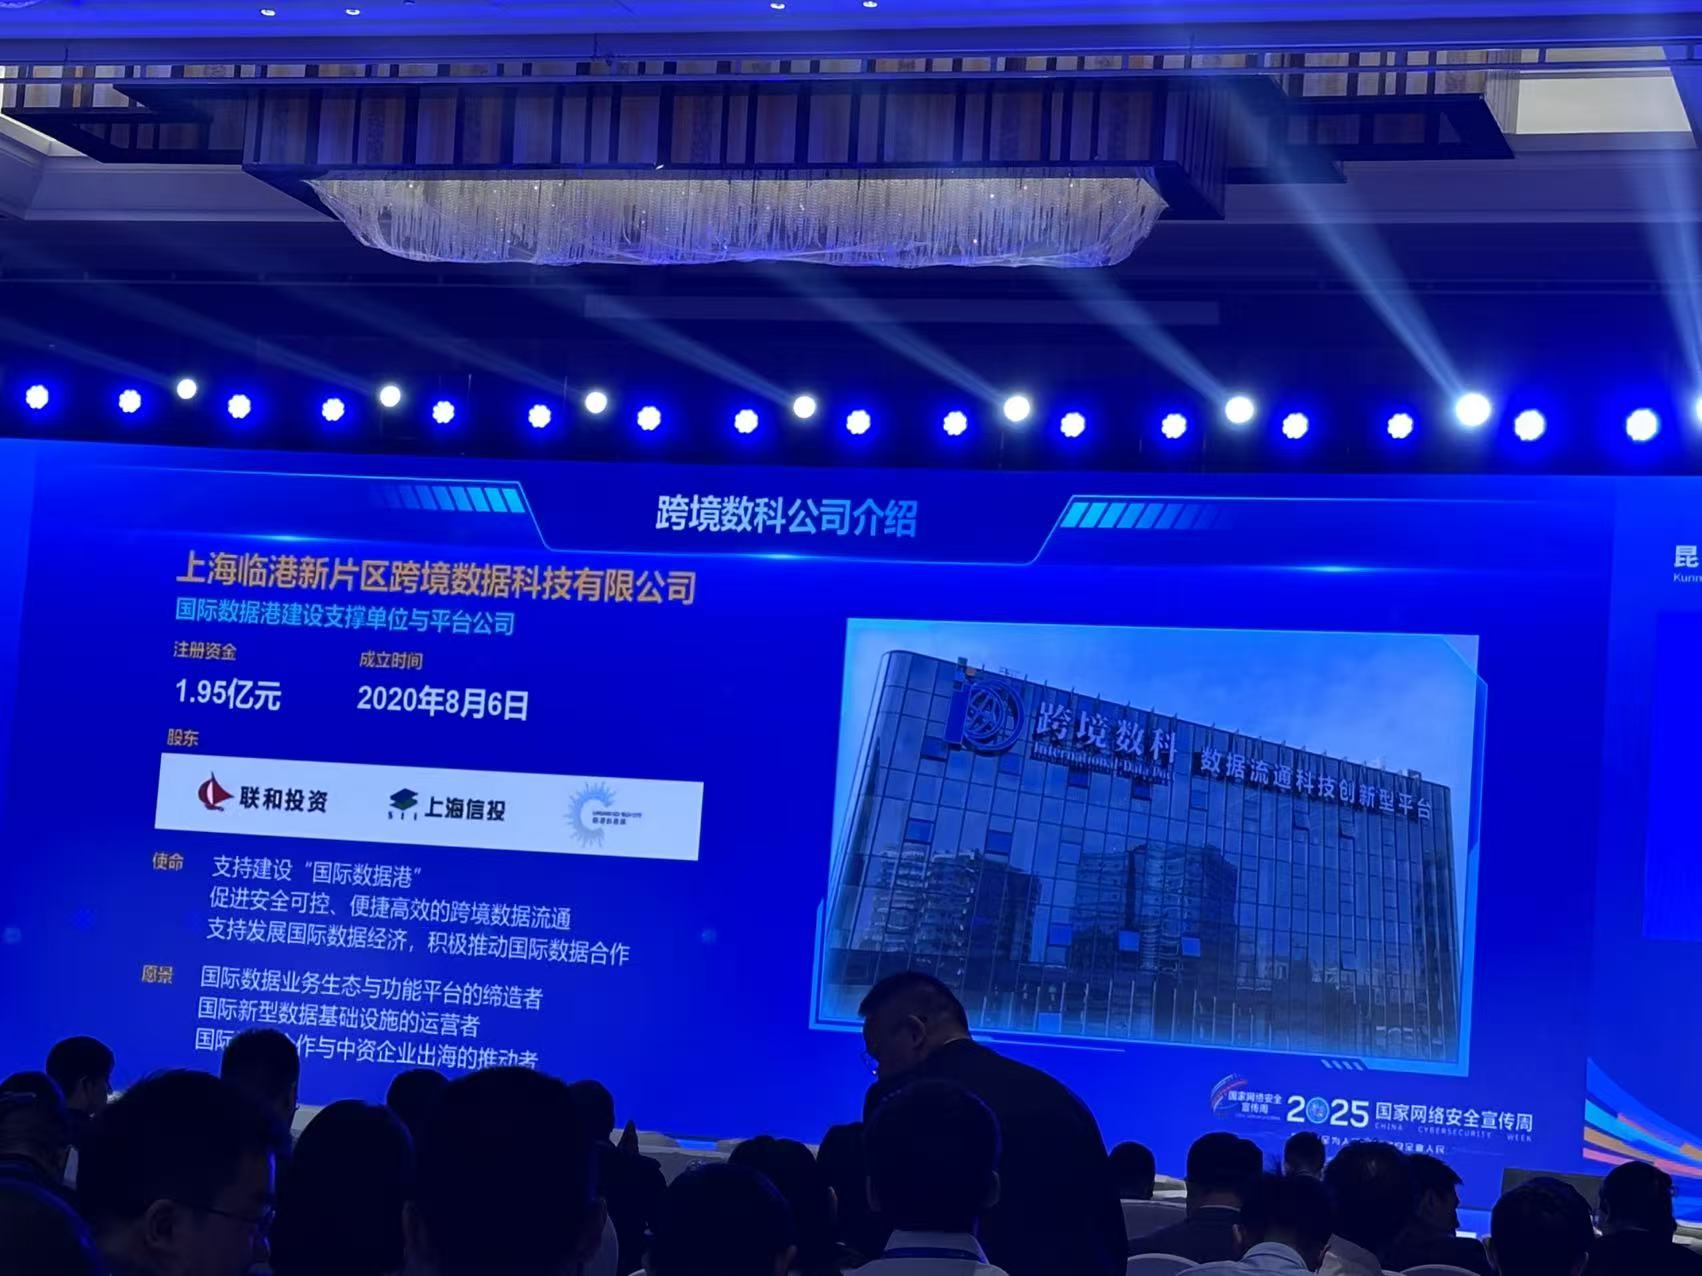 跨境数科公司介绍
上海临港新片区跨境数据科技有限公司
国际数据港建设支撑单位与平台公司
注册资金
成立时间
1.95亿元
2020年8月6日
股东
联和投资
SII
上海信投
使命
支持建设“国际数据港”
促进安全可控、便捷高效的跨境数据流通
支持发展国际数据经济，积极推动国际数据合作
愿景
国际数据业务生态与功能平台的缔造者
国际新型数据基础设施的运营者
国际 作与中资企业出海的推动者
跨境数科
International Data Port
数据流通科技创新型平台
国家网络安全
宣传周
2025
国家网络安全宣传周
CHINA CYBERSECURITY WEEK
昆
Kunm